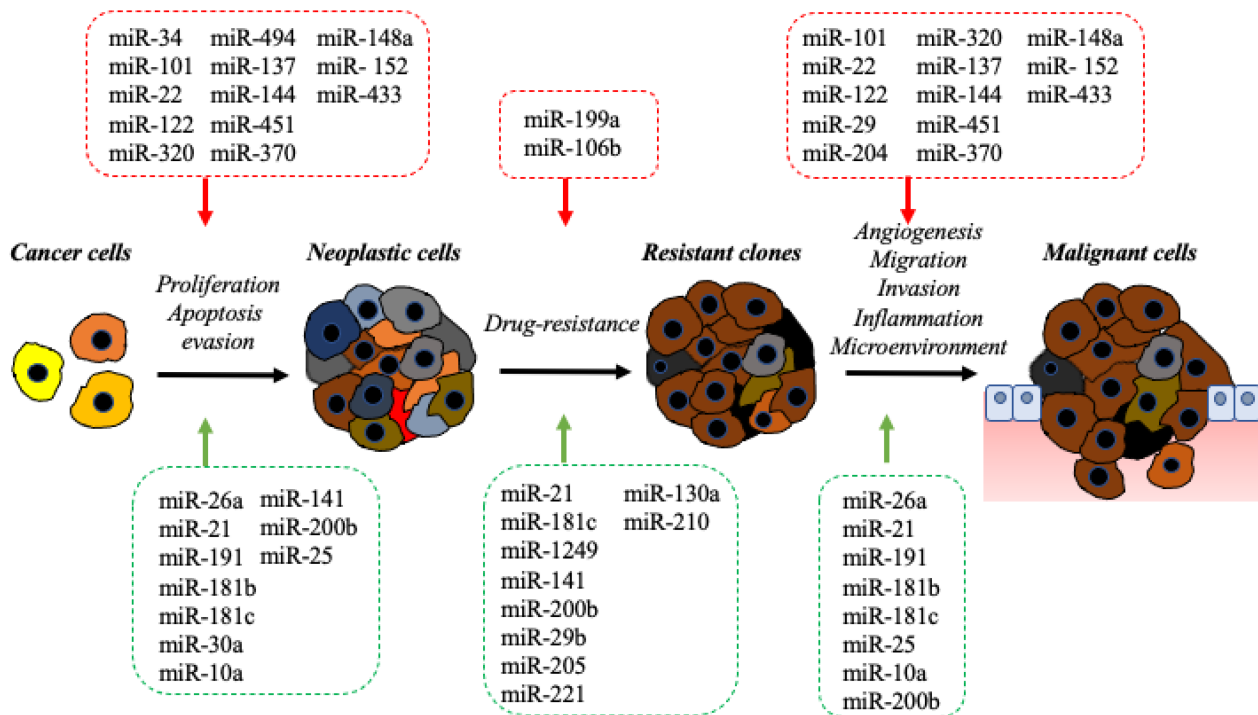 miR-34 miR-494 miR-148a
miR-101 miR-137 miR- 152
miR-22 miR-144 miR-433
miR-122 miR-451
miR-320 miR-370
miR-199a
miR-106b
miR-101 miR-320 miR-148a
miR-22 miR-137 miR- 152
miR-122 miR-144 miR-433
miR-29 miR-451
miR-204 miR-370
Cancer cells
Proliferation
Apoptosis
evasion
Neoplastic cells
Drug-resistance
Resistant clones
Angiogenesis
Migration
Invasion
Inflammation
Microenvironment
Malignant cells
miR-26a miR-141
miR-21 miR-200b
miR-191 miR-25
miR-181b
miR-181c
miR-30a
miR-10a
miR-21 miR-130a
miR-181c miR-210
miR-1249
miR-141
miR-200b
miR-29b
miR-205
miR-221
miR-26a
miR-21
miR-191
miR-181b
miR-181c
miR-25
miR-10a
miR-200b